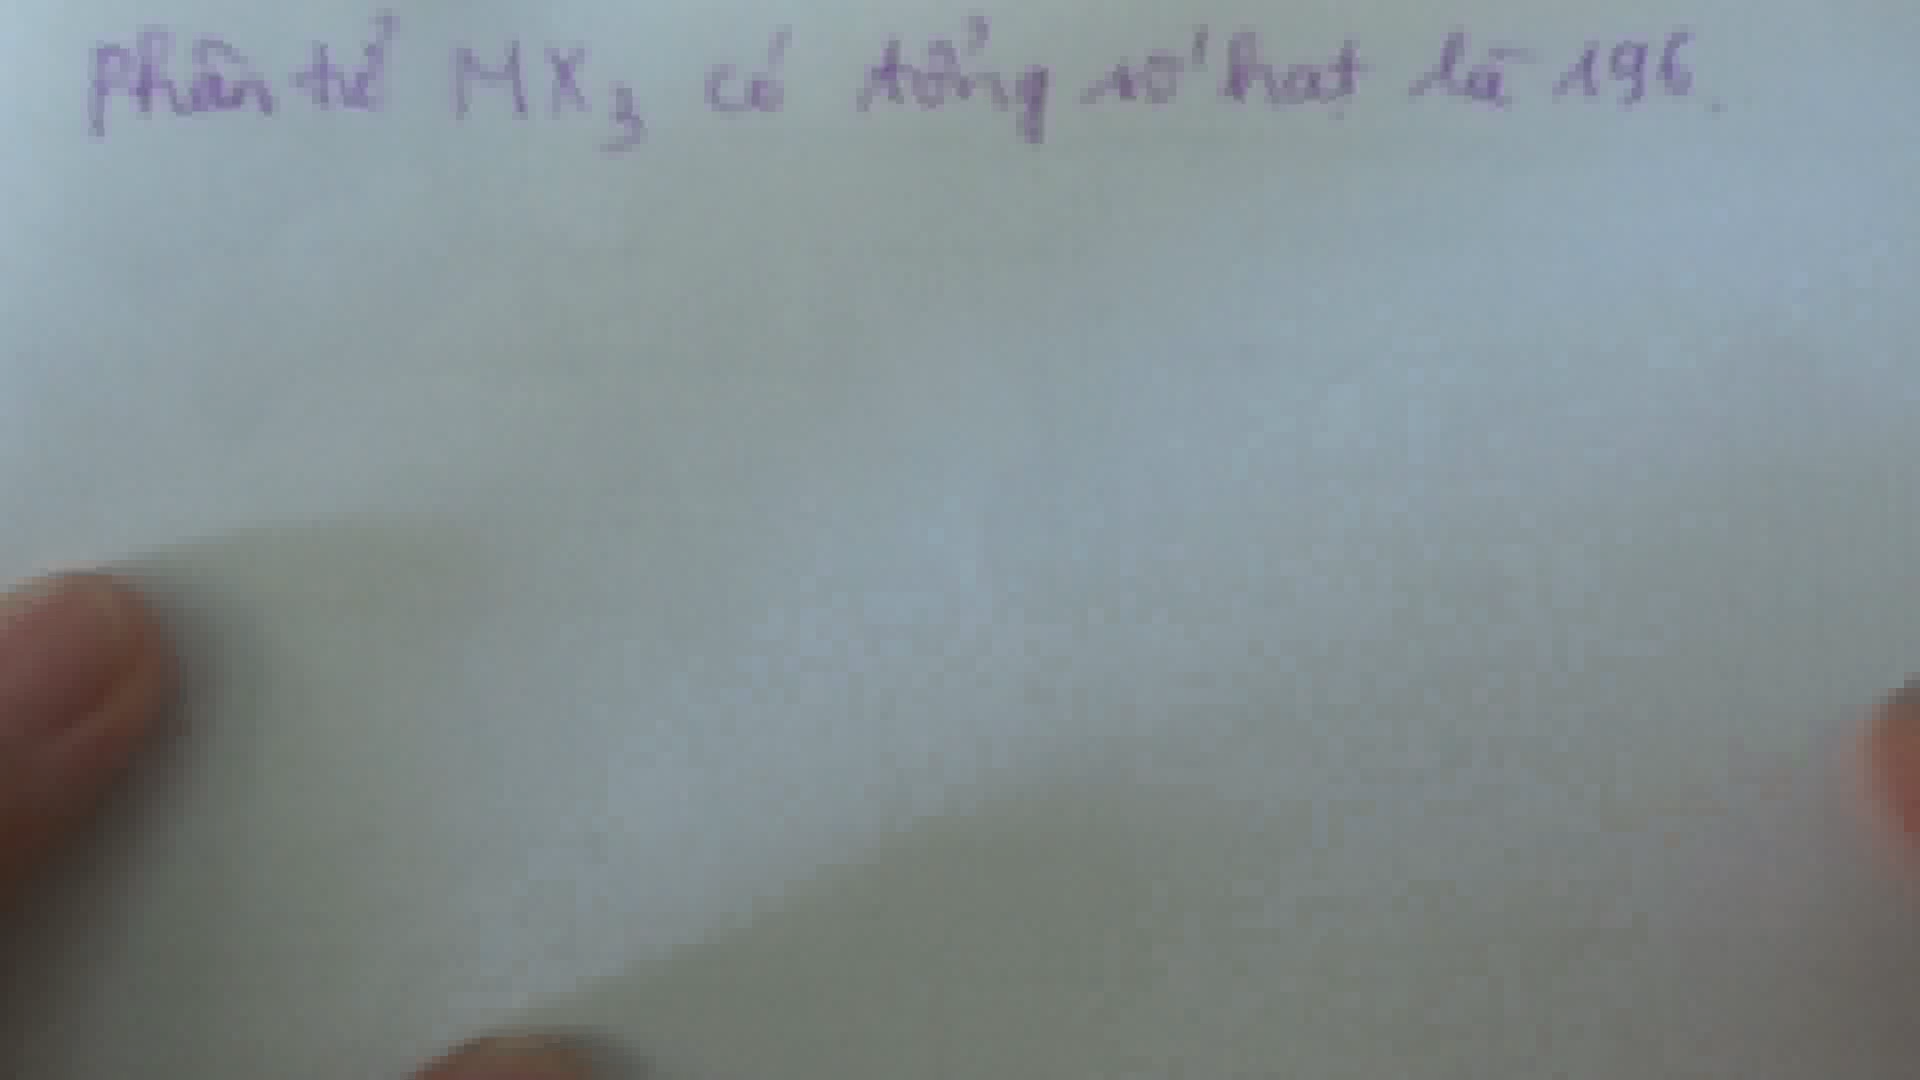 Phân tử MX3 có tổng số hạt là 196.